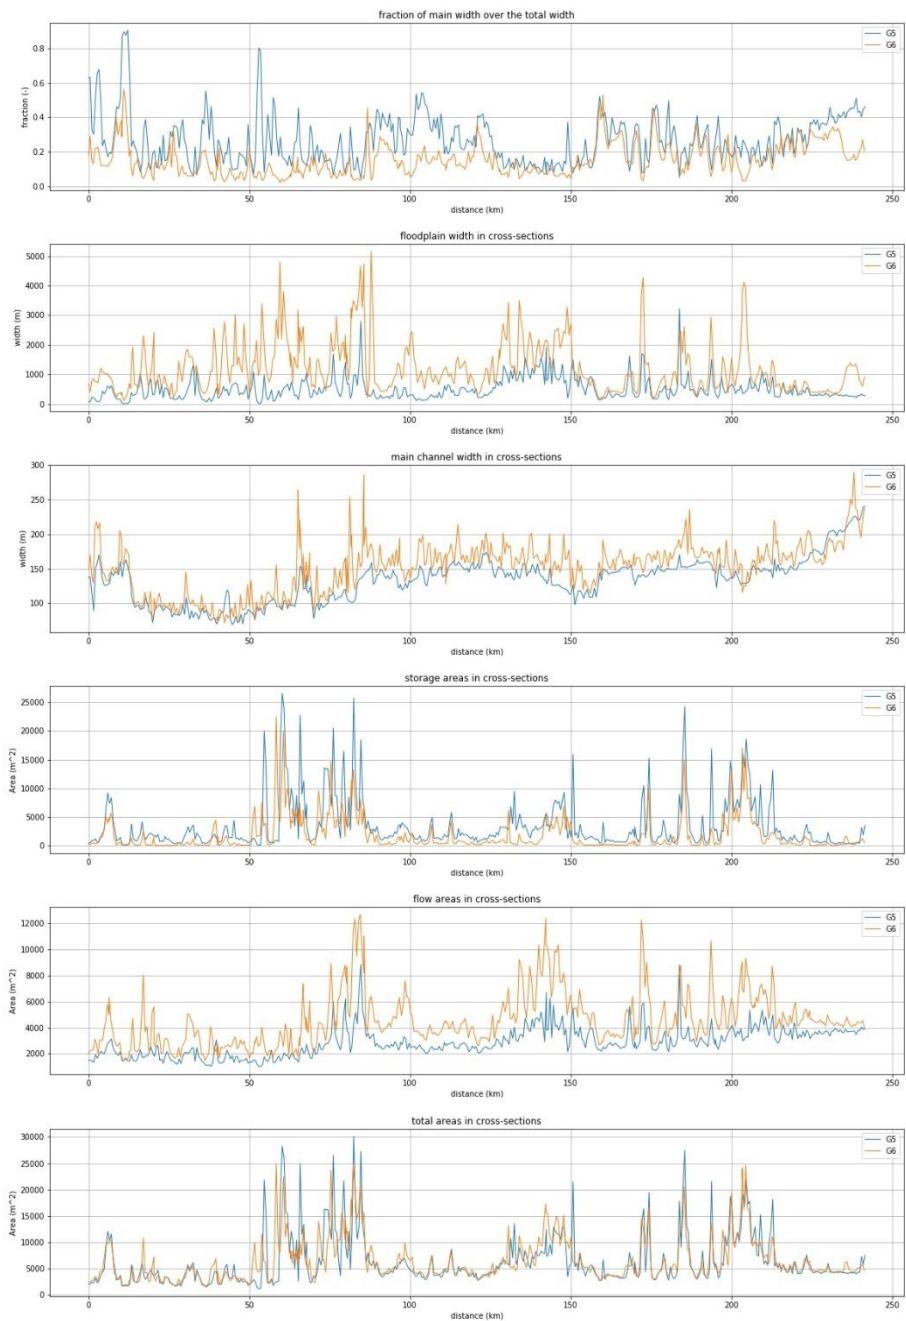 fraction of main width over the total width
G5
G6
fraction (-)
0.8
0.6
0.4
0.2
0.0
0 50 100 150 200 250
distance (km)
floodplain width in cross-sections
G5
G6
width (m)
5000
4000
3000
2000
1000
0
0 50 100 150 200 250
distance (km)
main channel width in cross-sections
G5
G6
width (m)
300
250
200
150
100
0 50 100 150 200 250
distance (km)
storage areas in cross-sections
G5
G6
Area (m^2)
25000
20000
15000
10000
5000
0
0 50 100 150 200 250
distance (km)
flow areas in cross-sections
G5
G6
Area (m^2)
12000
10000
8000
6000
4000
2000
0 50 100 150 200 250
distance (km)
total areas in cross-sections
G5
G6
Area (m^2)
30000
25000
20000
15000
10000
5000
0
0 50 100 150 200 250
distance (km)